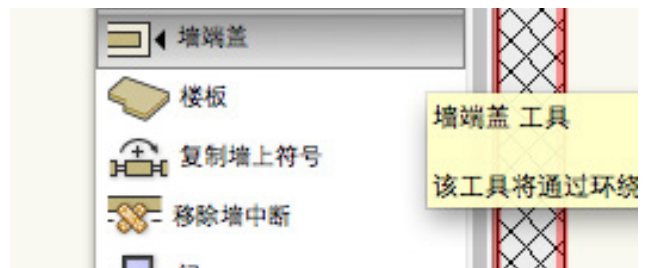 墙端盖
楼板
复制墙上符号
移除墙中断
墙端盖 工具
该工具将通过环绕